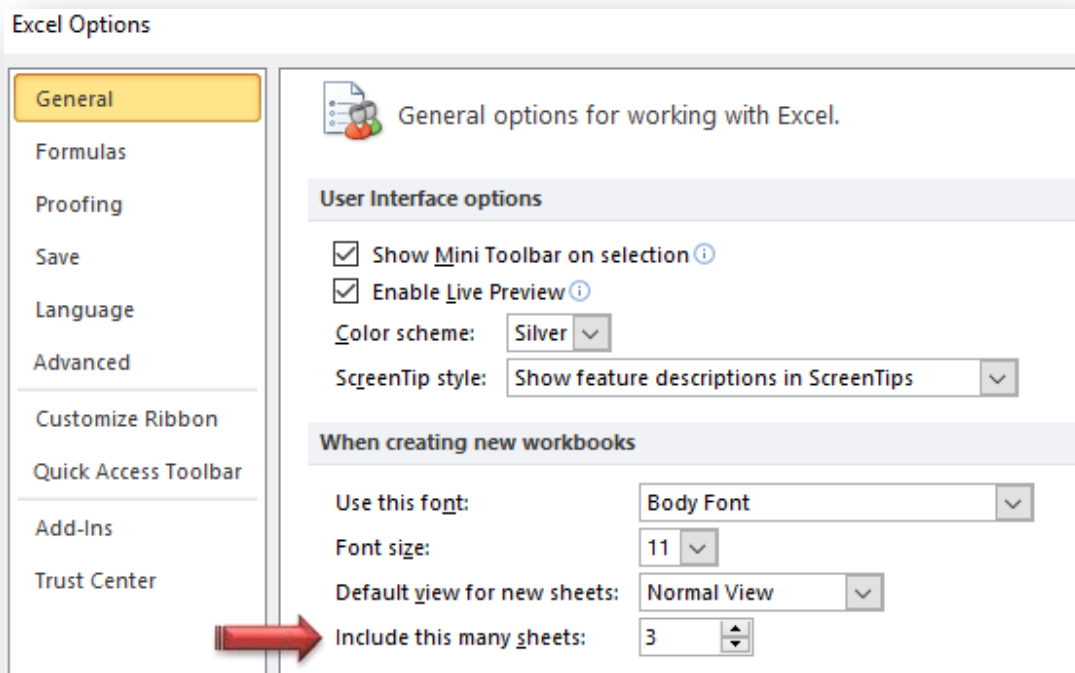 Excel Options
General
Formulas
Proofing
Save
Language
Advanced
Customize Ribbon
Quick Access Toolbar
Add-Ins
Trust Center
General options for working with Excel.
User Interface options
Show Mini Toolbar on selection
Enable Live Preview
Color scheme: Silver
ScreenTip style: Show feature descriptions in ScreenTips
When creating new workbooks
Use this font: Body Font
Font size: 11
Default view for new sheets: Normal View
Include this many sheets: 3